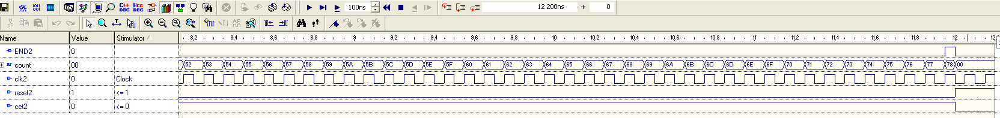 C++ DBG HCC DBG 100ns 12 200ns + 0
Name Value Stimulator 8,2 8,4 8,6 8,8 9 9,2 9,4 9,6 9,8 10 10,2 10,4 10,6 10,8 11 11,2 11,4 11,6 11,8 12
END2 0
count 00 52 53 54 55 56 57 58 59 5A 5B 5C 5D 5E 5F 60 61 62 63 64 65 66 67 68 69 6A 6B 6C 6D 6E 6F 70 71 72 73 74 75 76 77 78 00
clk2 0 Clock
reset2 1 <= 1
cet2 0 <= 0